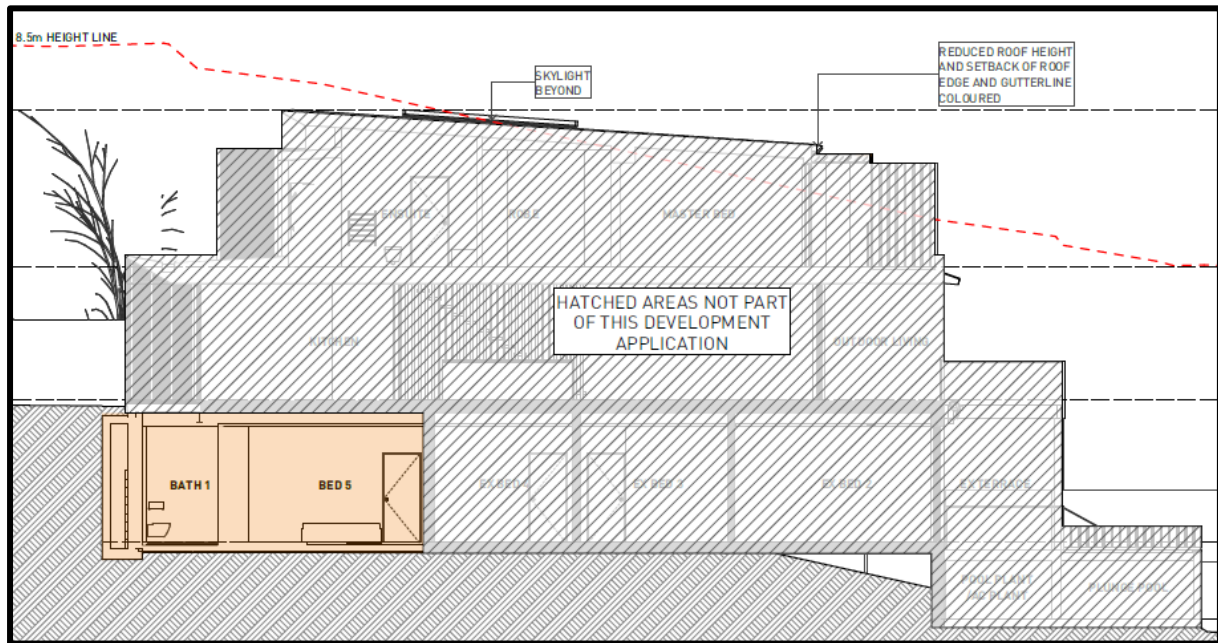 8.5m HEIGHT LINE
SKYLIGHT
BEYOND
REDUCED ROOF HEIGHT
AND SETBACK OF ROOF
EDGE AND GUTTERLINE
COLOURED
ENSUITE
ROBE
MASTER BED
HATCHED AREAS NOT PART
OF THIS DEVELOPMENT
APPLICATION
KITCHEN
OUTDOOR LIVING
BATH 1
BED 5
EX BED 4
EX BED 3
EX BED 2
EX TERRACE
POOL PLANT
/AC PLANT
PLUNGE POOL